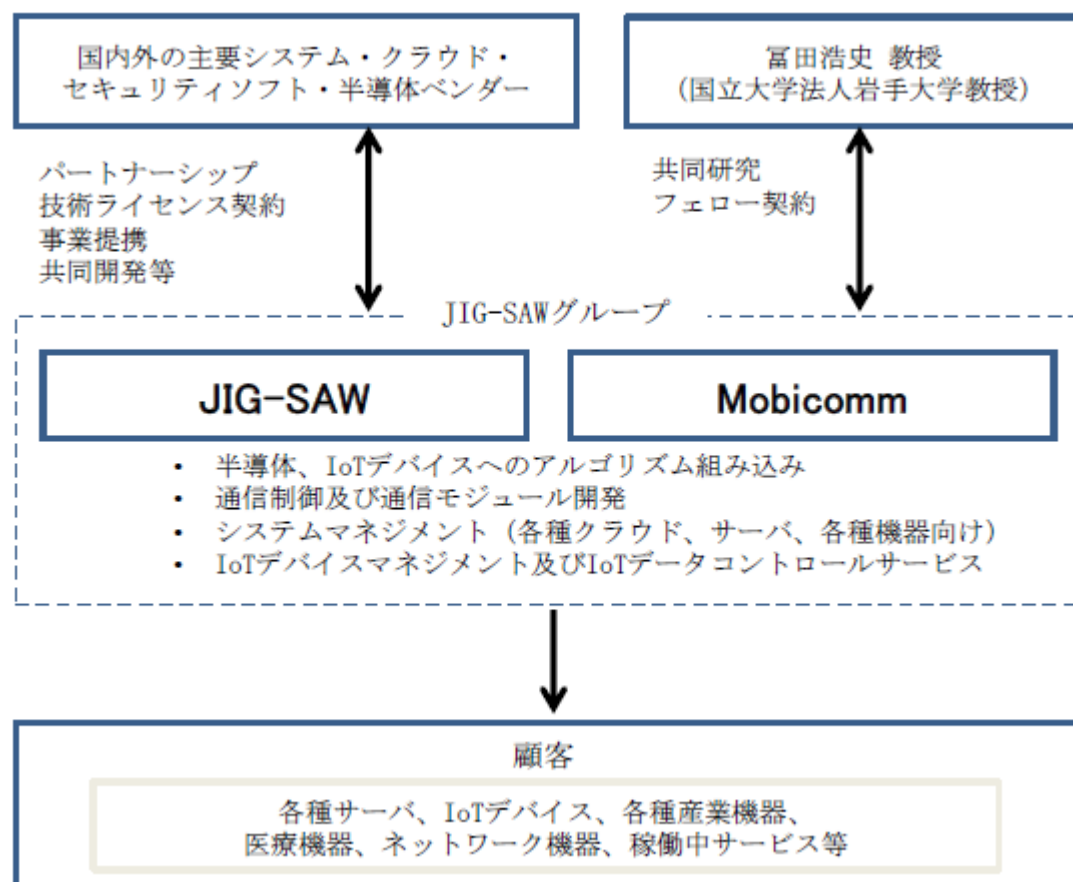 国内外の主要システム・クラウド・
セキュリティソフト・半導体ベンダー
冨田浩史 教授
（国立大学法人岩手大学教授）
パートナーシップ
技術ライセンス契約
事業提携
共同開発等
共同研究
フェロー契約
JIG-SAWグループ
JIG-SAW
Mobicomm
• 半導体、IoTデバイスへのアルゴリズム組み込み
• 通信制御及び通信モジュール開発
• システムマネジメント（各種クラウド、サーバ、各種機器向け）
• IoTデバイスマネジメント及びIoTデータコントロールサービス
顧客
各種サーバ、IoTデバイス、各種産業機器、
医療機器、ネットワーク機器、稼働中サービス等